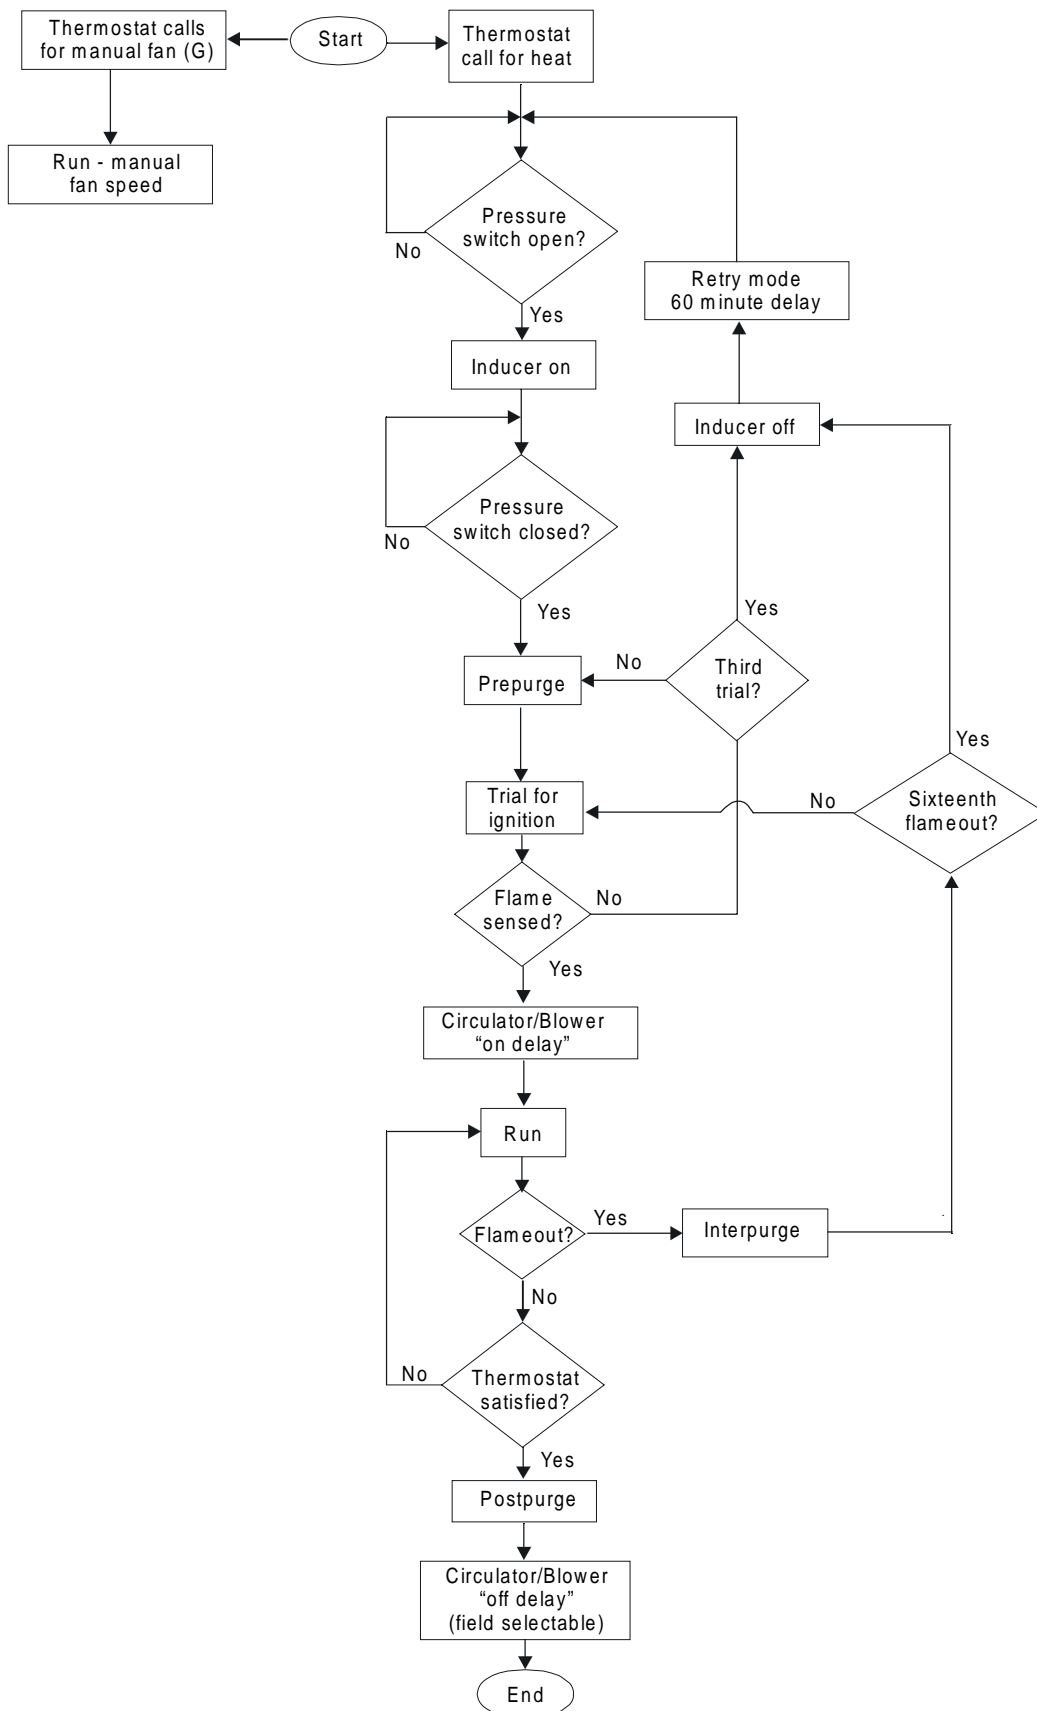 Thermostat calls
for manual fan (G)
Start
Thermostat
call for heat
Run - manual
fan speed
Pressure
switch open?
No
Yes
Retry mode
60 minute delay
Inducer on
Inducer off
Pressure
switch closed?
No
Yes
Yes
Third
trial?
No
Prepurge
Yes
Trial for
ignition
No
Sixteenth
flameout?
Flame
sensed?
No
Yes
Circulator/Blower
“on delay”
Run
Flameout?
Yes
Interpurge
No
Thermostat
satisfied?
No
Yes
Postpurge
Circulator/Blower
“off delay”
(field selectable)
End